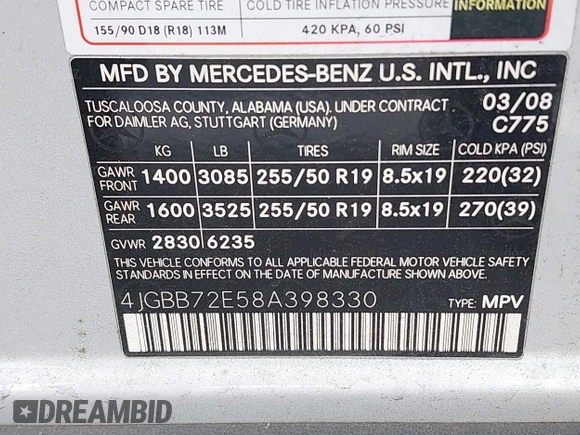 COMPACT SPARE TIRE COLD TIRE INFLATION PRESSURE INFORMATION
155/90 D18 (R18) 113M 420 KPA, 60 PSI
MFD BY MERCEDES-BENZ U.S. INTL., INC
TUSCALOOSA COUNTY, ALABAMA (USA). UNDER CONTRACT 03/08
FOR DAIMLER AG, STUTTGART (GERMANY) C775
KG LB TIRES RIM SIZE COLD KPA (PSI)
GAWR FRONT 1400 3085 255/50 R19 8.5x19 220(32)
GAWR REAR 1600 3525 255/50 R19 8.5x19 270(39)
GVWR 2830 6235
THIS VEHICLE CONFORMS TO ALL APPLICABLE FEDERAL MOTOR VEHICLE SAFETY
STANDARDS IN EFFECT ON THE DATE OF MANUFACTURE SHOWN ABOVE.
4JGBB72E58A398330 TYPE: MPV
DREAMBID